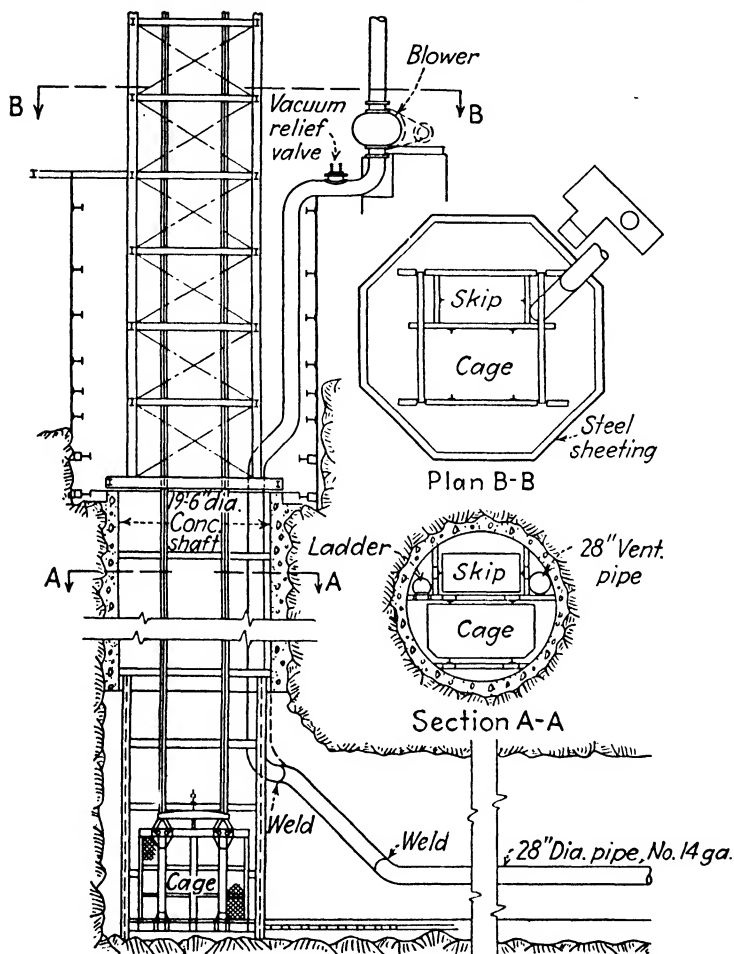 Blower
B
B
Vacuum
relief
valve
Skip
Cage
Steel
sheeting
Plan B-B
19'-6" dia.
Conc.
shaft
Ladder
28" Vent.
pipe
A
A
Skip
Cage
Section A-A
Weld
Weld
28" Dia. pipe, No. 14 ga.
Cage